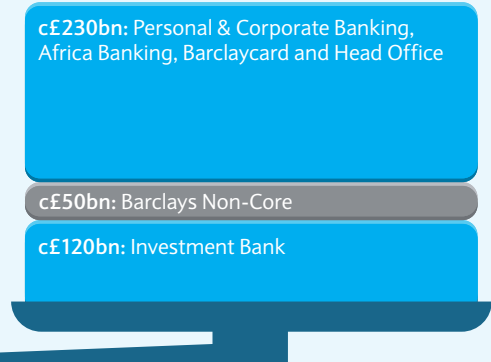 c£230bn: Personal & Corporate Banking,
Africa Banking, Barclaycard and Head Office
c£50bn: Barclays Non-Core
c£120bn: Investment Bank